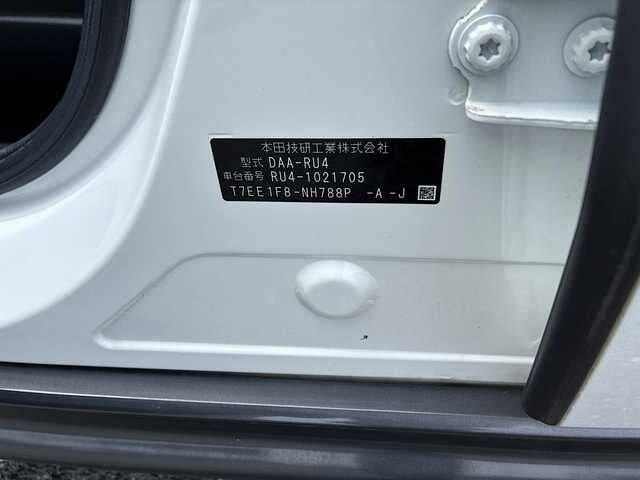 本田技研工業株式会社
型式 DAA-RU4
車台番号 RU4-1021705
T7EE1F8-NH788P -A -J